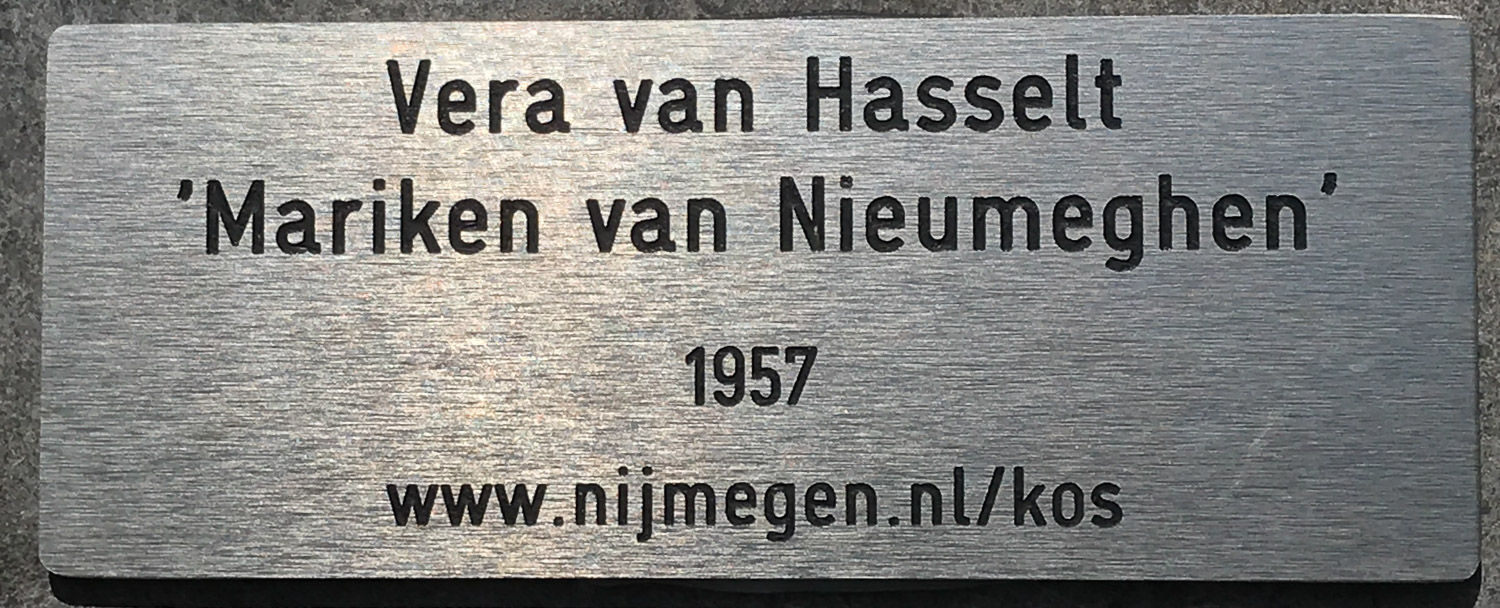 Vera van Hasselt
'Mariken van Nieumeghen'
1957
www.nijmegen.nl/kos